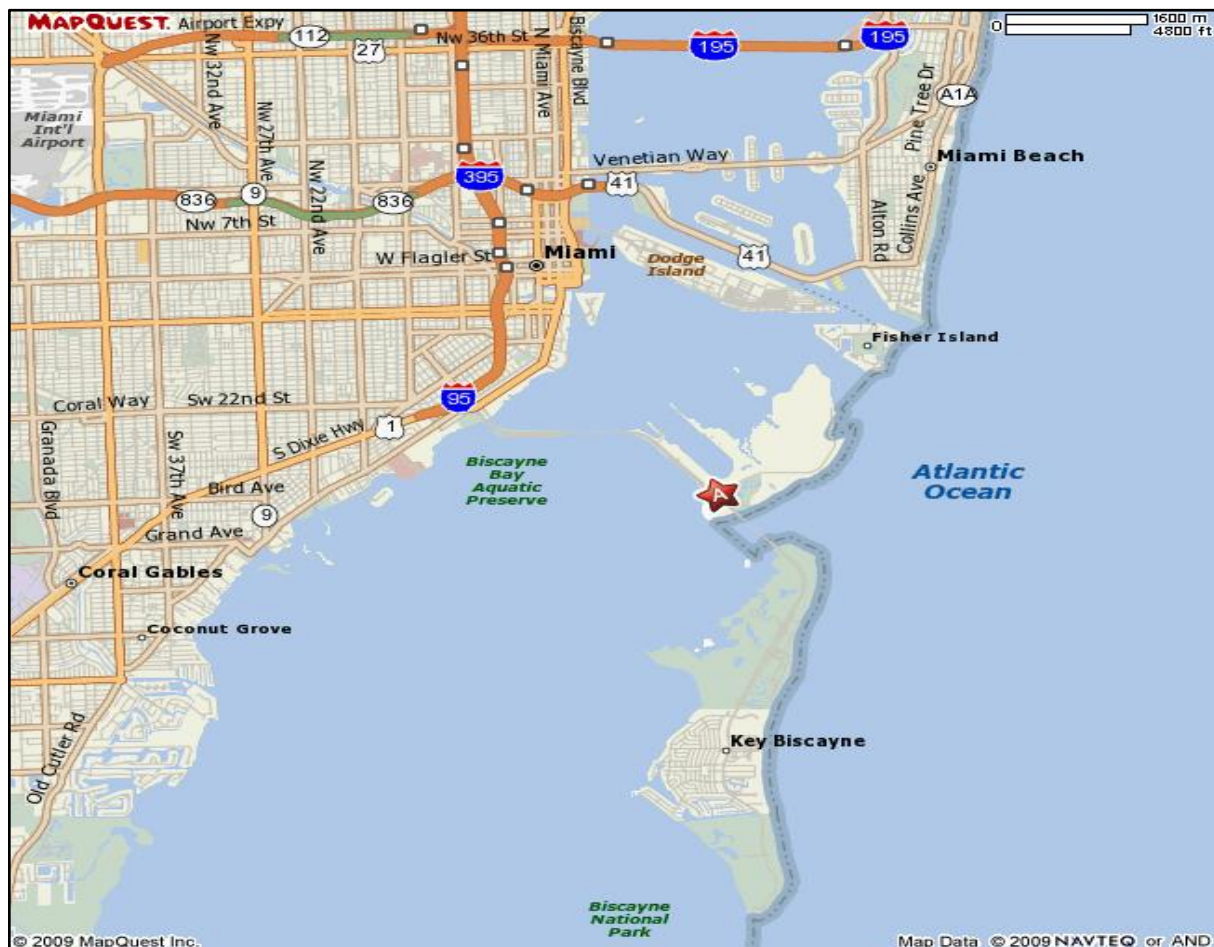 MAPQUEST.
Airport Expy
112
27
Nw 36th St
195
195
0
1600 m
4800 ft
Nw 32nd Ave
Nw 27th Ave
Nw 22nd Ave
N Miami Ave
Biscayne Blvd
Pine Tree Dr
A1A
Miami
Int'l
Airport
Venetian Way
Miami Beach
395
41
836
9
836
Nw 7th St
Collins Ave
Alton Rd
W Flagler St
Miami
Dodge
Island
41
Fisher Island
95
Coral Way
Sw 22nd St
1
S Dixie Hwy
Granada Blvd
Sw 37th Ave
Bird Ave
9
Grand Ave
Biscayne
Bay
Aquatic
Preserve
A
Atlantic
Ocean
Coral Gables
Coconut Grove
Old Cutler Rd
Key Biscayne
Biscayne
National
Park
© 2009 MapQuest Inc.
Map Data © 2009 NAVTEQ or AND